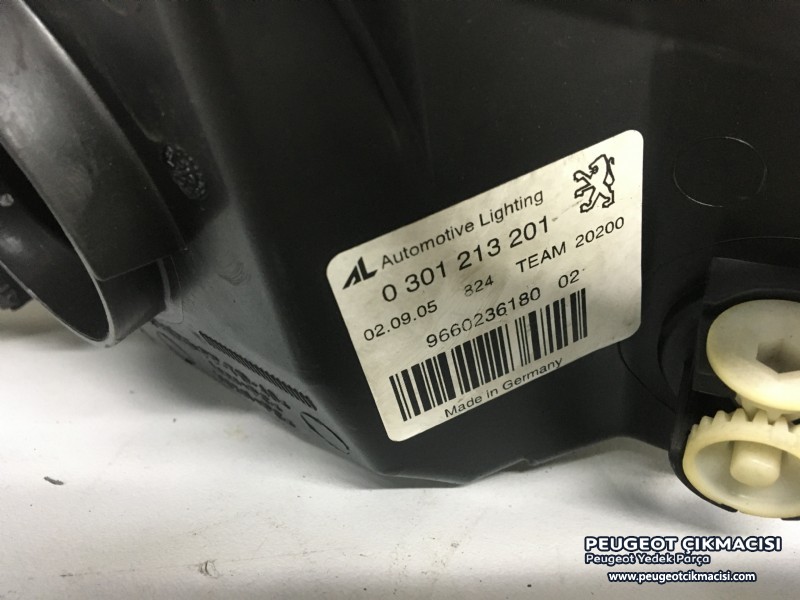 AL Automotive Lighting
0 301 213 201
02.09.05 824 TEAM 20200
9660236180 02
Made in Germany
PEUGEOT ÇIKMACISI
Peugeot Yedek Parça
www.peugeotcikmacisi.com